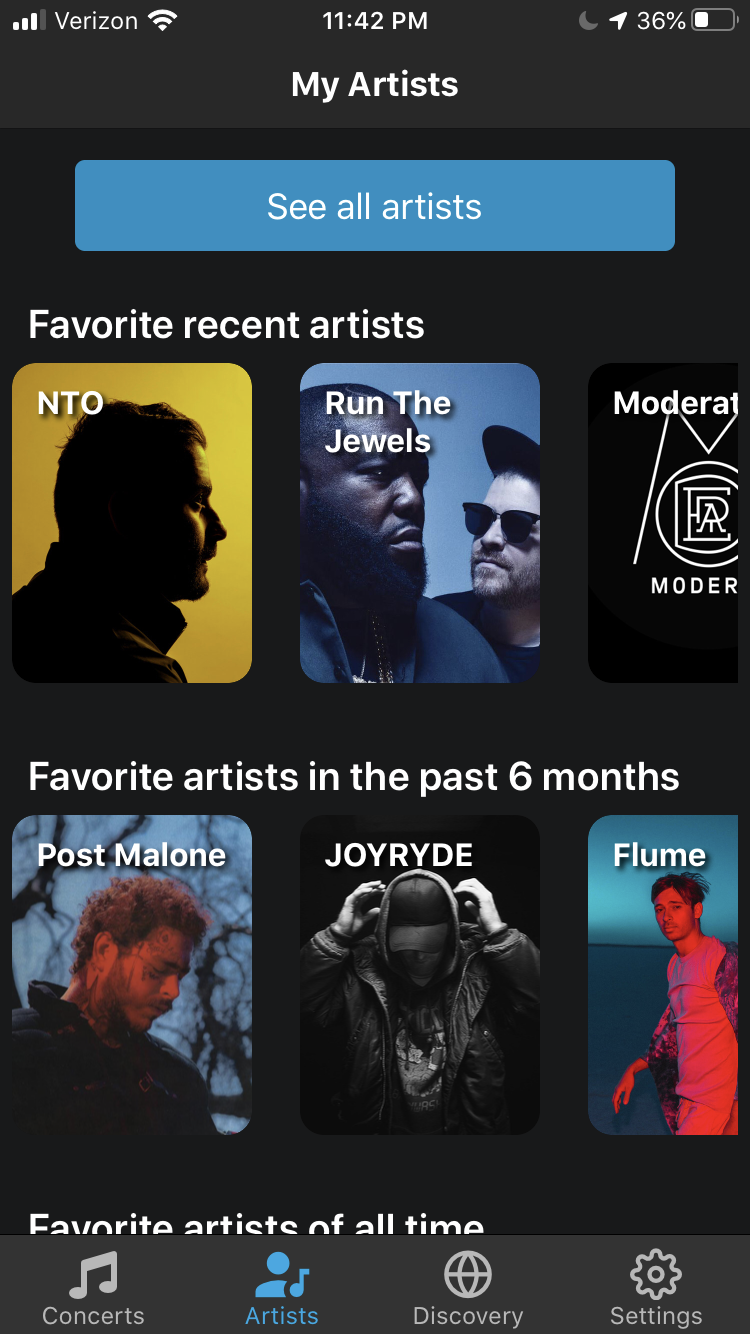 Verizon 11:42 PM 36%
My Artists
See all artists
Favorite recent artists
NTO
Run The
Jewels
Moderat
MODER
Favorite artists in the past 6 months
Post Malone
JOYRYDE
Flume
Favorite artists of all time
Concerts
Artists
Discovery
Settings